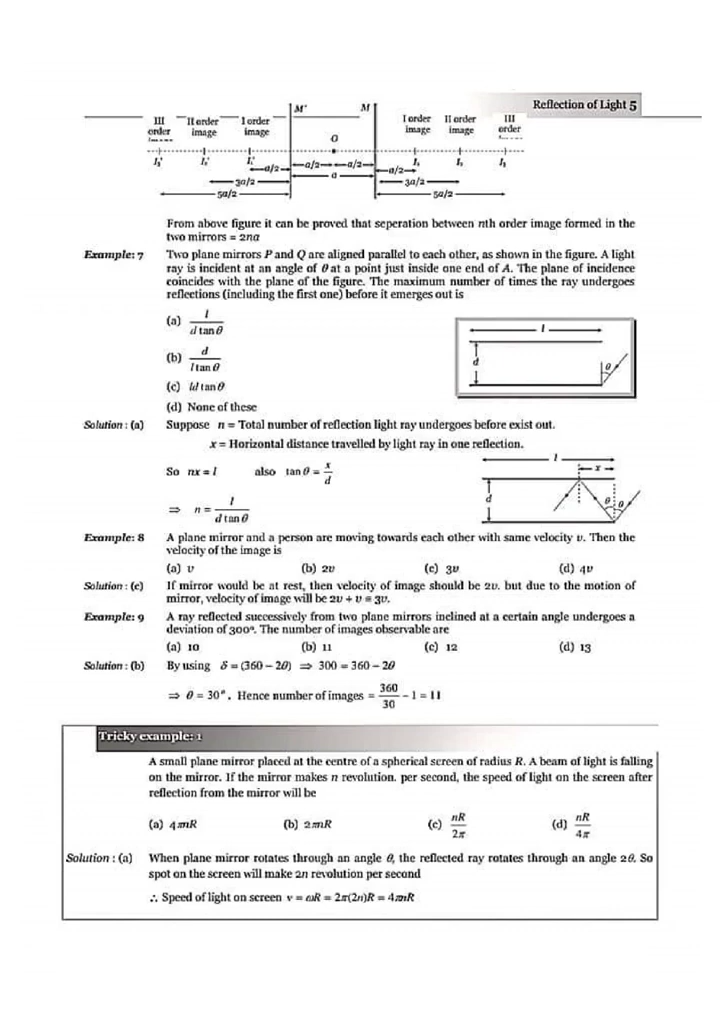 Reflection of Light 5
M' M
III order II order image I order image O I order image II order image III order
I₃' I₂' I₁' I₁ I₂ I₃
a/2 a/2 a/2 a/2
3a/2 a 3a/2
5a/2 5a/2
From above figure it can be proved that seperation between nth order image formed in the
two mirrors = 2na
Example: 7 Two plane mirrors P and Q are aligned parallel to each other, as shown in the figure. A light
ray is incident at an angle of θ at a point just inside one end of A. The plane of incidence
coincides with the plane of the figure. The maximum number of times the ray undergoes
reflections (including the first one) before it emerges out is
(a) l / d tan θ
(b) d / l tan θ
(c) ld tan θ
(d) None of these
l
d
θ
Solution : (a) Suppose n = Total number of reflection light ray undergoes before exist out.
x = Horizontal distance travelled by light ray in one reflection.
So nx = l also tan θ = x / d
⇒ n = l / d tan θ
l
x
d
θ θ
Example: 8 A plane mirror and a person are moving towards each other with same velocity v. Then the
velocity of the image is
(a) v (b) 2v (c) 3v (d) 4v
Solution : (c) If mirror would be at rest, then velocity of image should be 2v. but due to the motion of
mirror, velocity of image will be 2v + v = 3v.
Example: 9 A ray reflected successively from two plane mirrors inclined at a certain angle undergoes a
deviation of 300°. The number of images observable are
(a) 10 (b) 11 (c) 12 (d) 13
Solution : (b) By using δ = (360 – 2θ) ⇒ 300 = 360 – 2θ
⇒ θ = 30°. Hence number of images = 360 / 30 – 1 = 11
Tricky example: 1
A small plane mirror placed at the centre of a spherical screen of radius R. A beam of light is falling
on the mirror. If the mirror makes n revolution. per second, the speed of light on the screen after
reflection from the mirror will be
(a) 4πnR (b) 2πnR (c) nR / 2π (d) nR / 4π
Solution : (a) When plane mirror rotates through an angle θ, the reflected ray rotates through an angle 2θ. So
spot on the screen will make 2n revolution per second
∴ Speed of light on screen v = ωR = 2π(2n)R = 4πnR